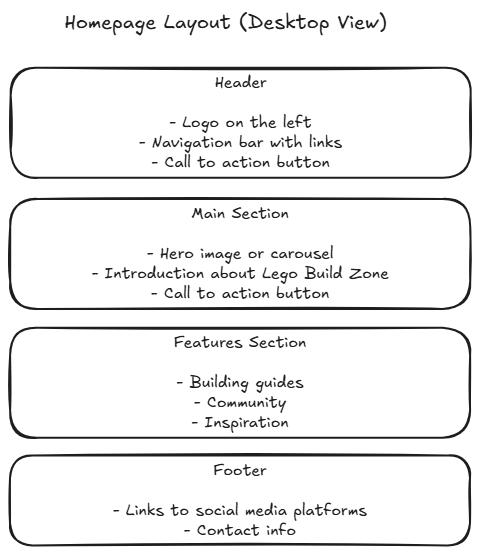 Homepage Layout (Desktop View)
Header
- Logo on the left
- Navigation bar with links
- Call to action button
Main Section
- Hero image or carousel
- Introduction about Lego Build Zone
- Call to action button
Features Section
- Building guides
- Community
- Inspiration
Footer
- Links to social media platforms
- Contact info